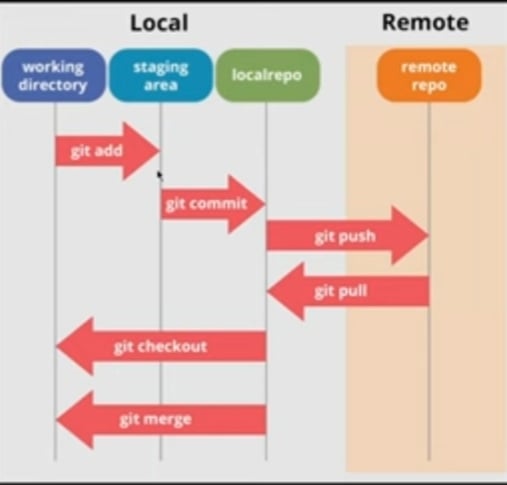 Local
Remote
working
directory
staging
area
localrepo
remote
repo
git add
git commit
git push
git pull
git checkout
git merge